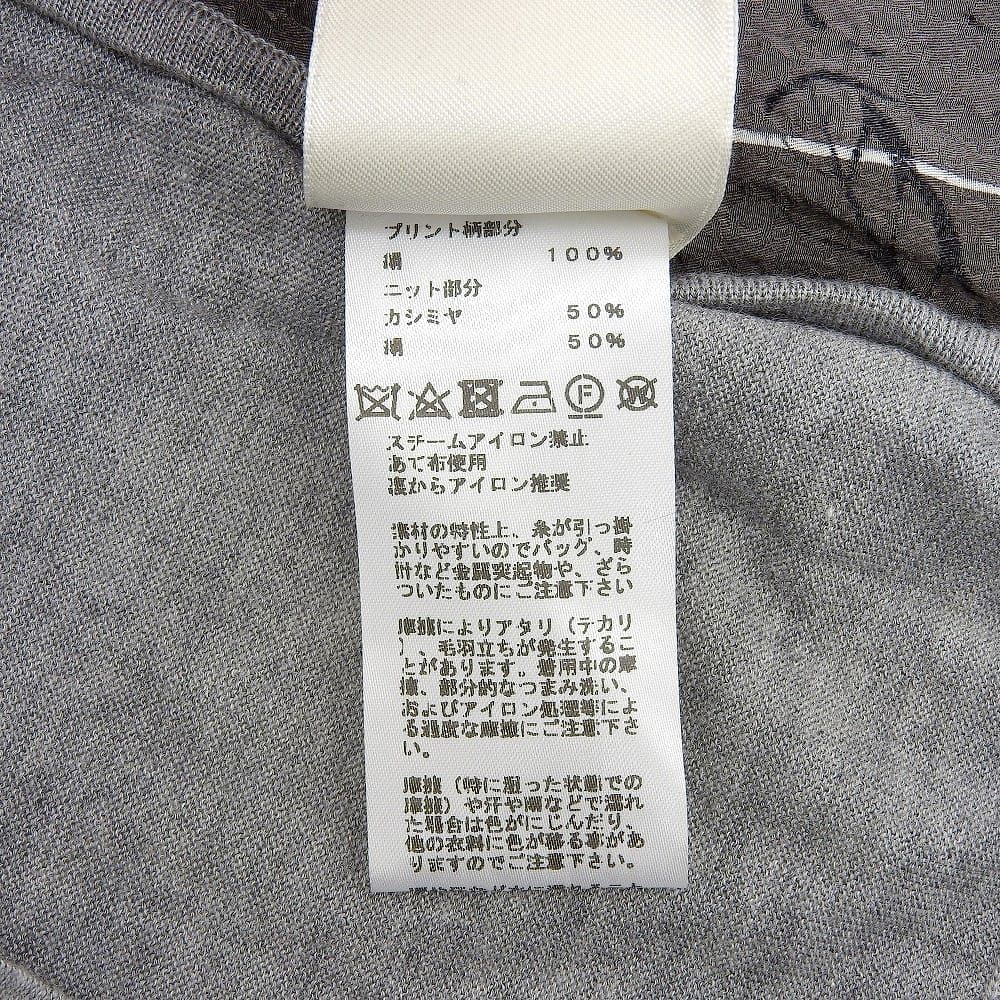 プリント柄部分
絹 100%
ニット部分
カシミヤ 50%
絹 50%
F W
スチームアイロン禁止
あて布使用
裏からアイロン推奨
素材の特性上、糸が引っ掛
かりやすいのでバッグ、時
計など金属突起物や、ざら
ついたものにご注意下さい
摩擦によりアタリ（テカリ
）、毛羽立ちが発生するこ
とがあります。着用中の摩
擦、部分的なつまみ洗い、
およびアイロン処理等によ
る過度な摩擦にご注意下さ
い。
摩擦（特に湿った状態での
摩擦）や汗や雨などで濡れ
た場合は色がにじんだり、
他の衣料に色が移る事があ
りますのでご注意下さい。